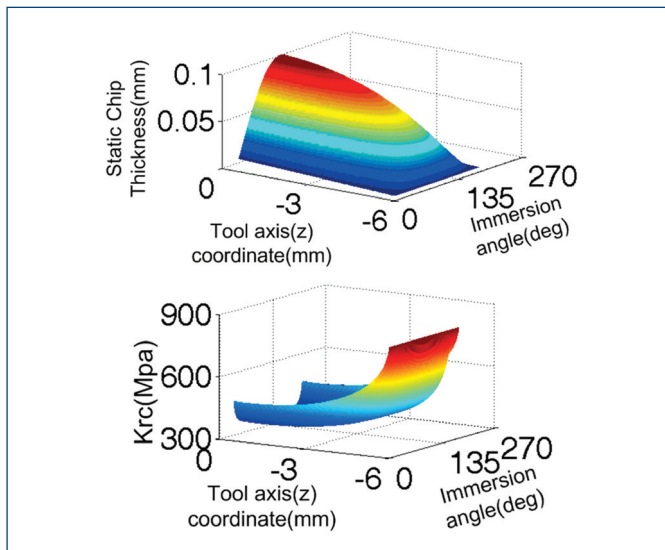 0.1
0.05
0
Static Chip
Thickness(mm)
-3
-6
Tool axis(z)
coordinate(mm)
0
135
270
Immersion
angle(deg)
900
600
300
Krc(Mpa)
0
-3
-6
Tool axis(z)
coordinate(mm)
0
135
270
Immersion
angle(deg)